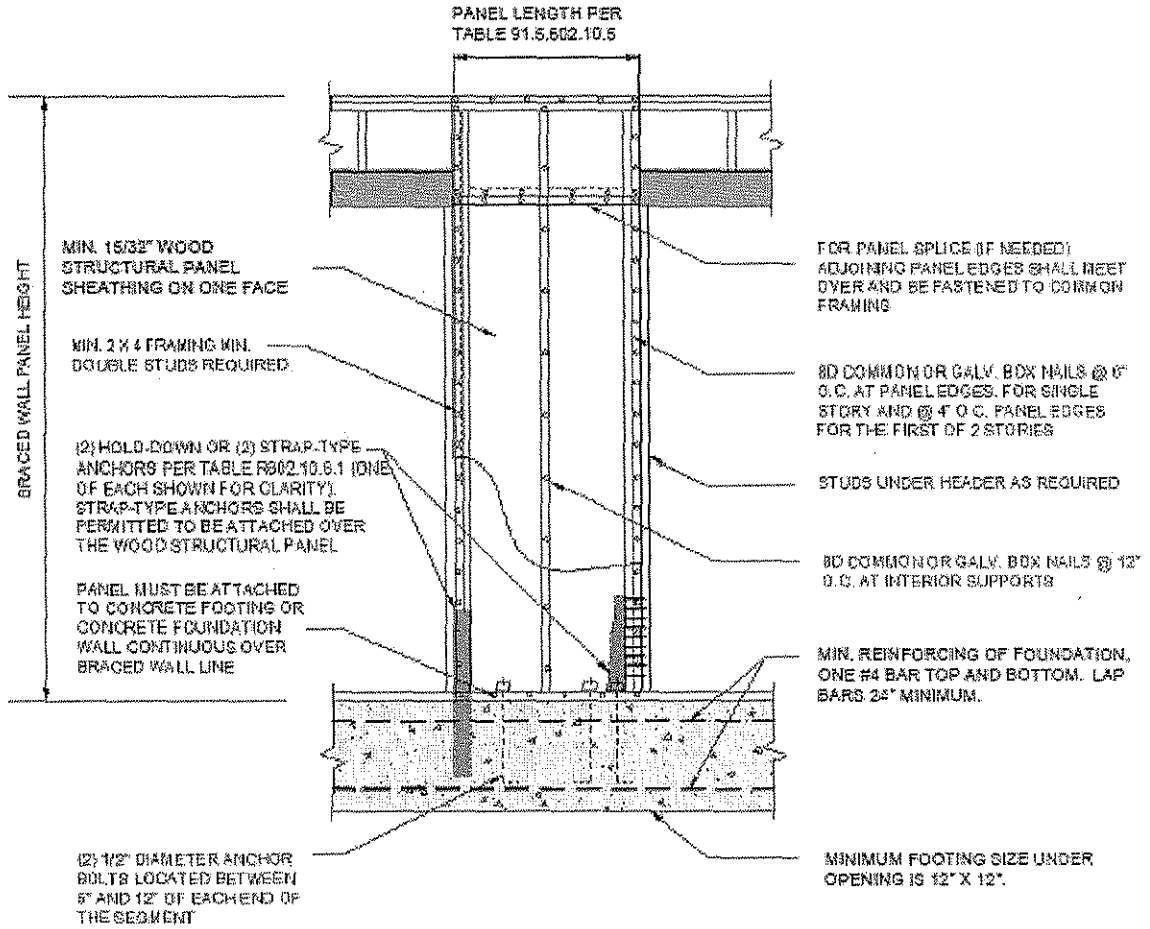 PANEL LENGTH PER
TABLE 91.5.602.10.5
BRACED WALL PANEL HEIGHT
MIN. 15/32" WOOD
STRUCTURAL PANEL
SHEATHING ON ONE FACE
MIN. 2 X 4 FRAMING MIN.
DOUBLE STUDS REQUIRED.
(2) HOLD-DOWN OR (2) STRAP-TYPE
ANCHORS PER TABLE R602.10.6.1 (ONE
OF EACH SHOWN FOR CLARITY).
STRAP-TYPE ANCHORS SHALL BE
PERMITTED TO BE ATTACHED OVER
THE WOOD STRUCTURAL PANEL
PANEL MUST BE ATTACHED
TO CONCRETE FOOTING OR
CONCRETE FOUNDATION
WALL CONTINUOUS OVER
BRACED WALL LINE
(2) 1/2" DIAMETER ANCHOR
BOLTS LOCATED BETWEEN
6" AND 12" OF EACH END OF
THE SEGMENT
FOR PANEL SPLICE (IF NEEDED)
ADJOINING PANEL EDGES SHALL MEET
OVER AND BE FASTENED TO COMMON
FRAMING
8D COMMON OR GALV. BOX NAILS @ 6"
O.C. AT PANEL EDGES. FOR SINGLE
STORY AND @ 4" O.C. PANEL EDGES
FOR THE FIRST OF 2 STORIES
STUDS UNDER HEADER AS REQUIRED
8D COMMON OR GALV. BOX NAILS @ 12"
O.C. AT INTERIOR SUPPORTS
MIN. REINFORCING OF FOUNDATION,
ONE #4 BAR TOP AND BOTTOM. LAP
BARS 24" MINIMUM.
MINIMUM FOOTING SIZE UNDER
OPENING IS 12" X 12".